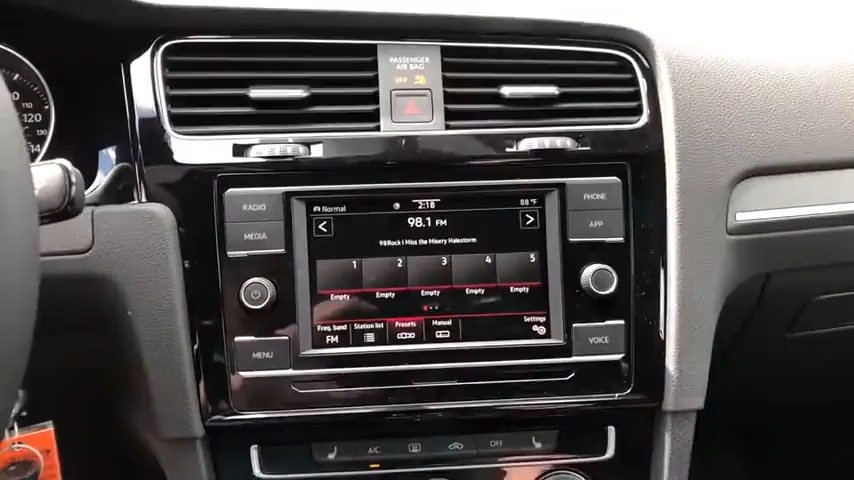 PASSENGER
AIR BAG
OFF
120
14
RADIO
MEDIA
MENU
Normal
2:18
88 °F
98.1 FM
98Rock I Miss the Misery Halestorm
1
2
3
4
5
Empty
Empty
Empty
Empty
Empty
Freq. band
FM
Station list
Presets
Manual
Settings
PHONE
APP
VOICE
A/C
OFF